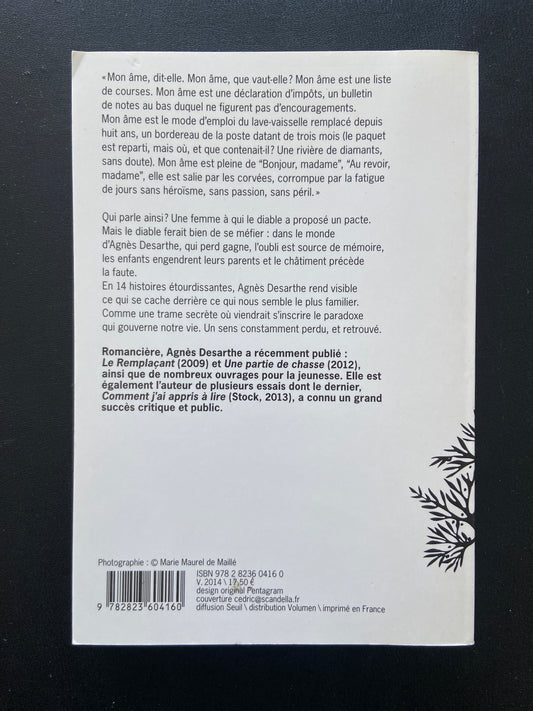 « Mon âme, dit-elle. Mon âme, que vaut-elle ? Mon âme est une liste
de courses. Mon âme est une déclaration d'impôts, un bulletin
de notes au bas duquel ne figurent pas d'encouragements.
Mon âme est le mode d'emploi du lave-vaisselle remplacé depuis
huit ans, un bordereau de la poste datant de trois mois (le paquet
est reparti, mais où, et que contenait-il ? Une rivière de diamants,
sans doute). Mon âme est pleine de “Bonjour, madame”, “Au revoir,
madame”, elle est salie par les corvées, corrompue par la fatigue
de jours sans héroïsme, sans passion, sans péril. »
Qui parle ainsi ? Une femme à qui le diable a proposé un pacte.
Mais le diable ferait bien de se méfier : dans le monde
d'Agnès Desarthe, qui perd gagne, l'oubli est source de mémoire,
les enfants engendrent leurs parents et le châtiment précède
la faute.
En 14 histoires étourdissantes, Agnès Desarthe rend visible
ce qui se cache derrière ce qui nous semble le plus familier.
Comme une trame secrète où viendrait s'inscrire le paradoxe
qui gouverne notre vie. Un sens constamment perdu, et retrouvé.
Romancière, Agnès Desarthe a récemment publié :
Le Remplaçant (2009) et Une partie de chasse (2012),
ainsi que de nombreux ouvrages pour la jeunesse. Elle est
également l'auteur de plusieurs essais dont le dernier,
Comment j'ai appris à lire (Stock, 2013), a connu un grand
succès critique et public.
Photographie : © Marie Maurel de Maillé
ISBN 978 2 8236 0416 0
V. 2014 \ 17,50 €
design original Pentagram
couverture cedric@scandella.fr
diffusion Seuil \ distribution Volumen \ imprimé en France
9 782823 604160